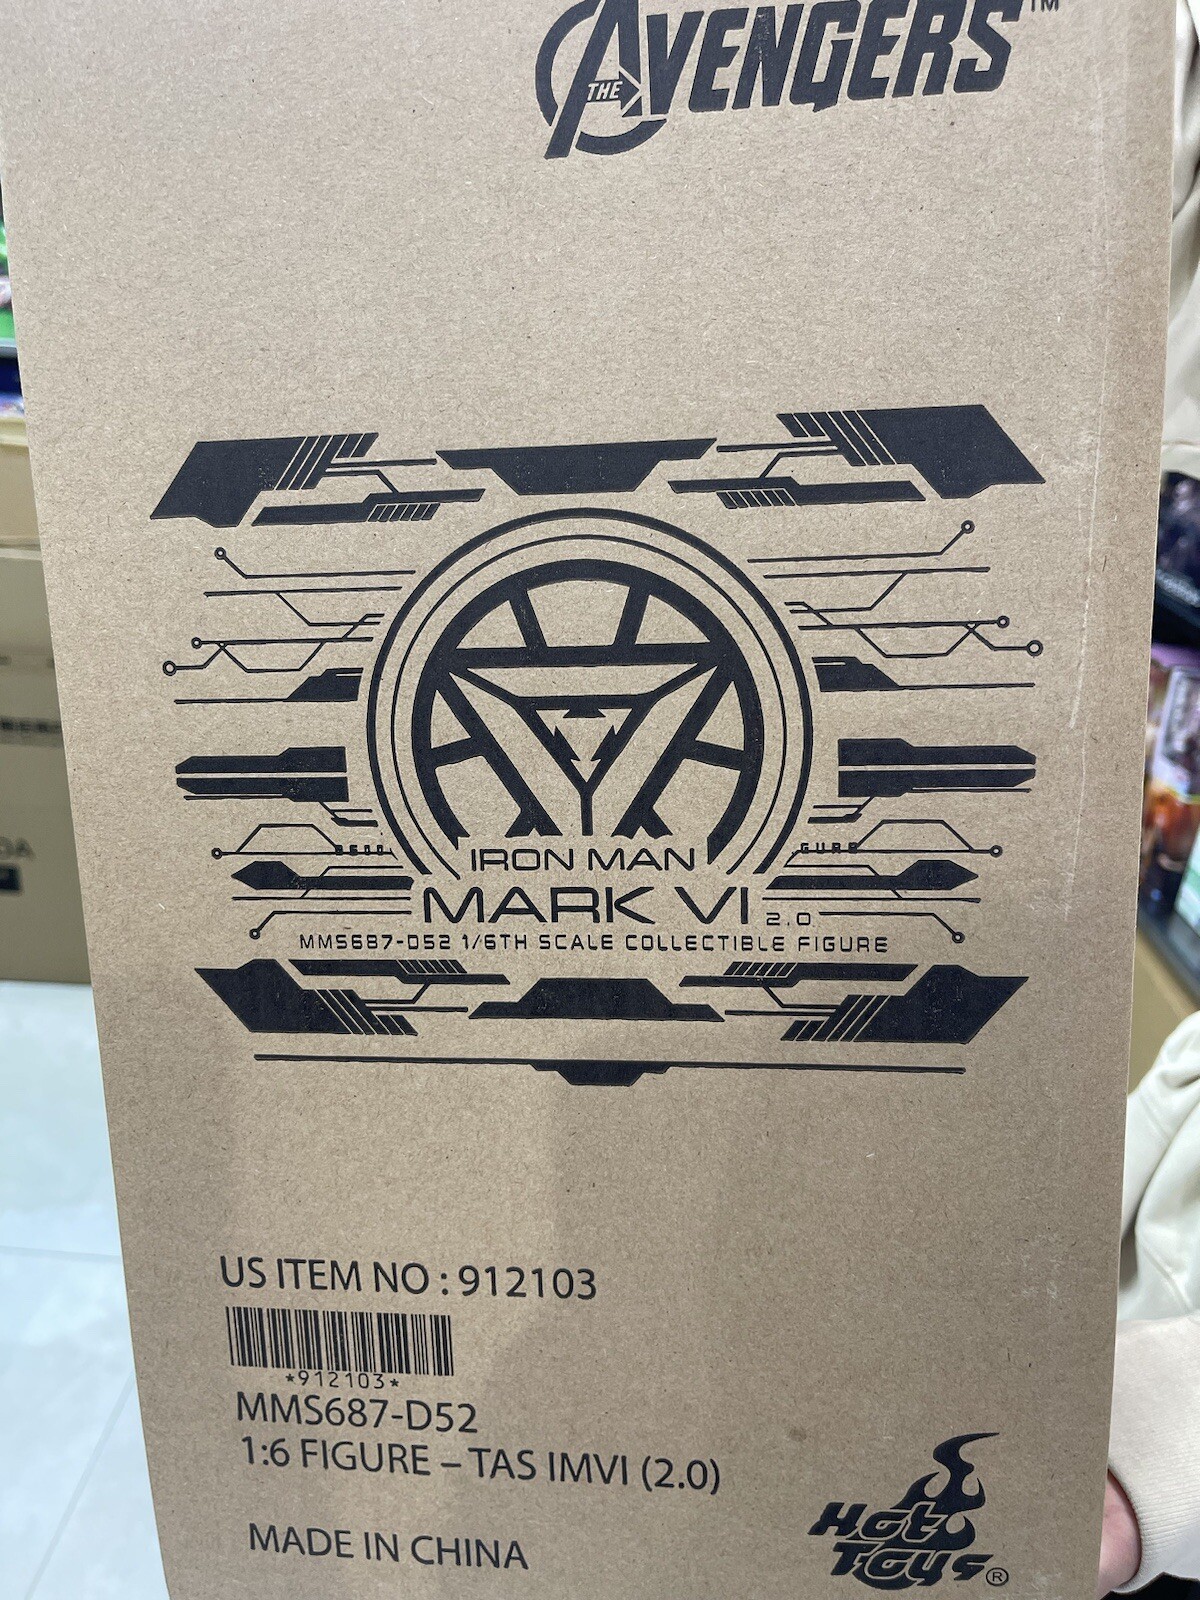 THE AVENGERS™
IRON MAN
MARK VI 2.0
MMS687-D52 1/6TH SCALE COLLECTIBLE FIGURE
US ITEM NO : 912103
*912103*
MMS687-D52
1:6 FIGURE – TAS IMVI (2.0)
MADE IN CHINA
Hot
Toys®